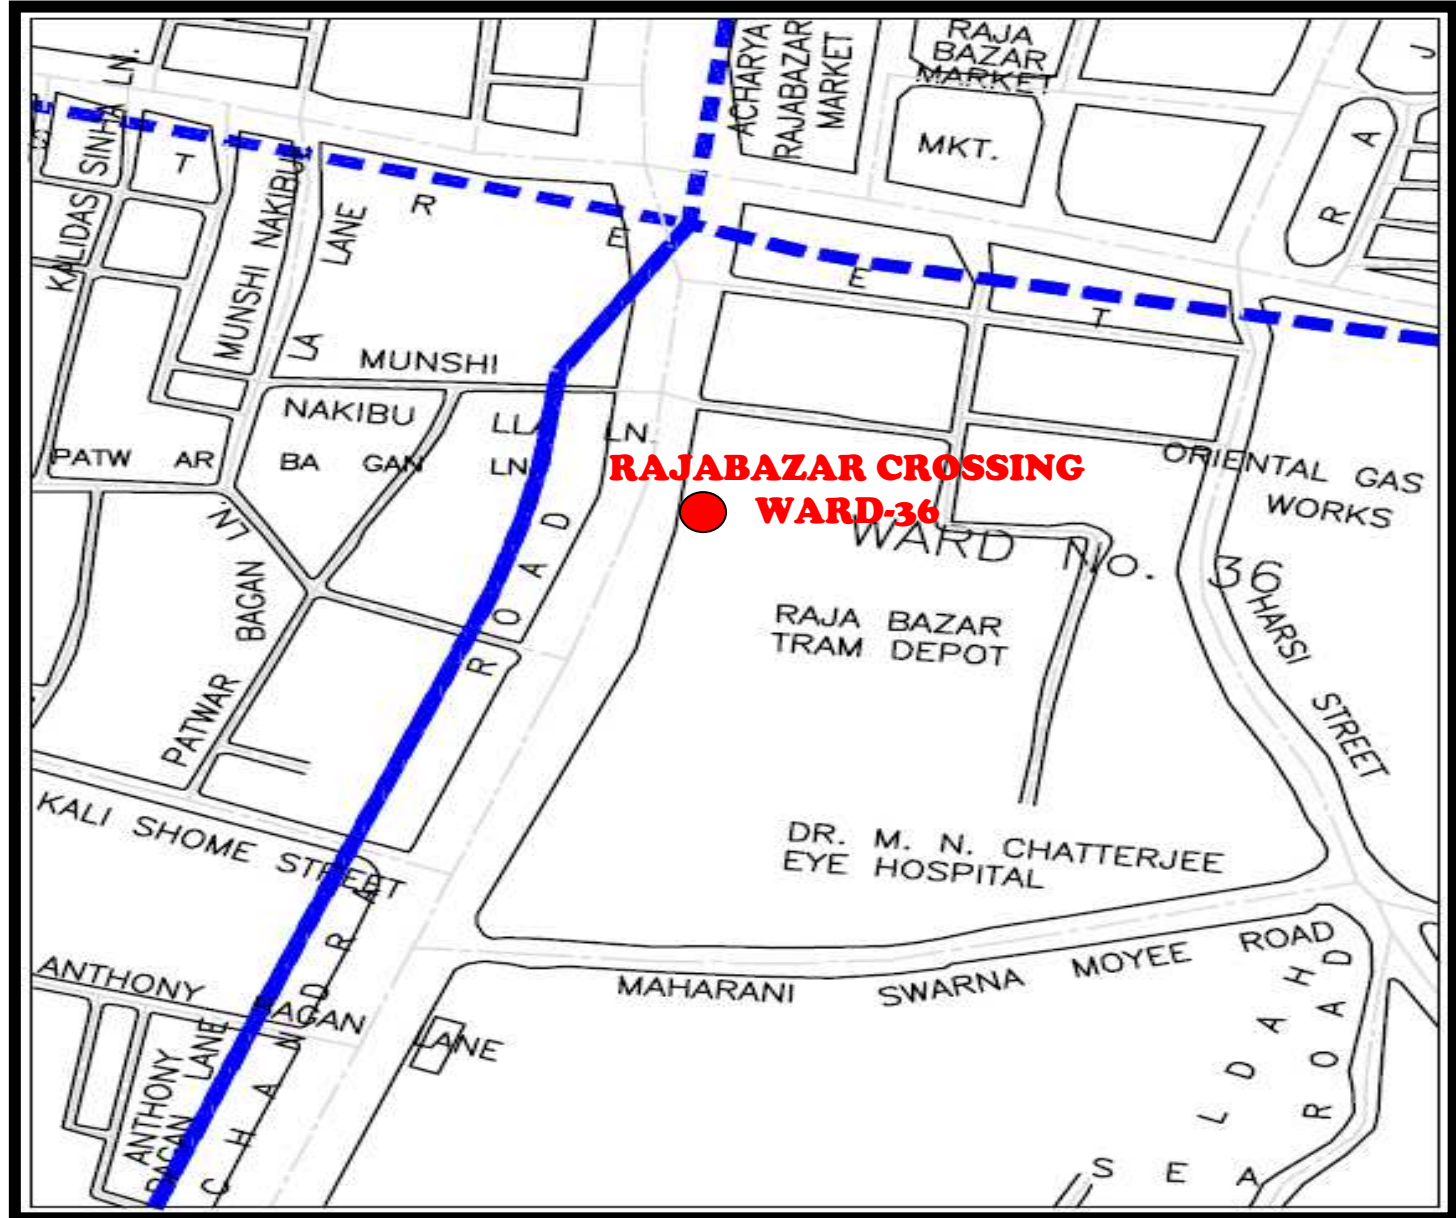 ACHARYA
RAJABAZAR
MARKET
RAJA
BAZAR
MARKET
MKT.
J
R A
KALIDAS SINHA LN.
T R E E T
MUNSHI NAKIBU
LA
LANE
MUNSHI
NAKIBU LLA LN.
PATW AR BA GAN LN.
RAJABAZAR CROSSING
WARD-36
WARD No. 36
ORIENTAL GAS
WORKS
RAJA BAZAR
TRAM DEPOT
HARSI STREET
PATWAR BAGAN LN.
KALI SHOME STREET
DR. M. N. CHATTERJEE
EYE HOSPITAL
MAHARANI SWARNA MOYEE ROAD
ANTHONY BAGAN LANE
ANTHONY
BAGAN LANE
CHANDRA ROAD
SEALDAH
ROAD